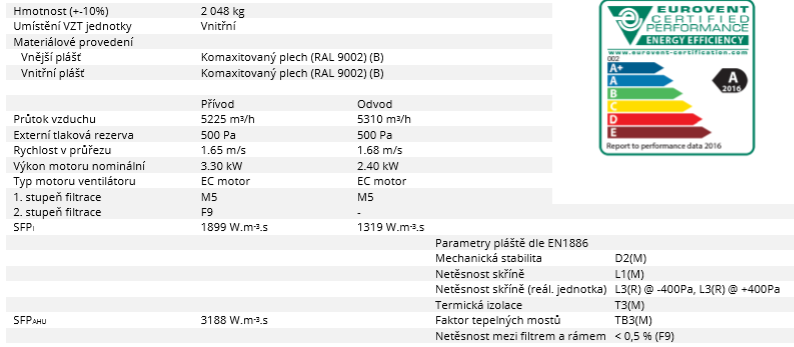 Hmotnost (+-10%) 2 048 kg
Umístění VZT jednotky Vnitřní
Materiálové provedení
Vnější plášť Komaxitovaný plech (RAL 9002) (B)
Vnitřní plášť Komaxitovaný plech (RAL 9002) (B)
EUROVENT
CERTIFIED
PERFORMANCE
ENERGY EFFICIENCY
www.eurovent-certification.com
002
A+
A
B
C
D
E
A
2016
Report to performance data 2016
Přívod Odvod
Průtok vzduchu 5225 m³/h 5310 m³/h
Externí tlaková rezerva 500 Pa 500 Pa
Rychlost v průřezu 1.65 m/s 1.68 m/s
Výkon motoru nominální 3.30 kW 2.40 kW
Typ motoru ventilátoru EC motor EC motor
1. stupeň filtrace M5 M5
2. stupeň filtrace F9 -
SFPI 1899 W.m-³.s 1319 W.m-³.s
Parametry pláště dle EN1886
Mechanická stabilita D2(M)
Netěsnost skříně L1(M)
Netěsnost skříně (reál. jednotka) L3(R) @ -400Pa, L3(R) @ +400Pa
Termická izolace T3(M)
SFPAHU 3188 W.m-³.s Faktor tepelných mostů TB3(M)
Netěsnost mezi filtrem a rámem < 0,5 % (F9)